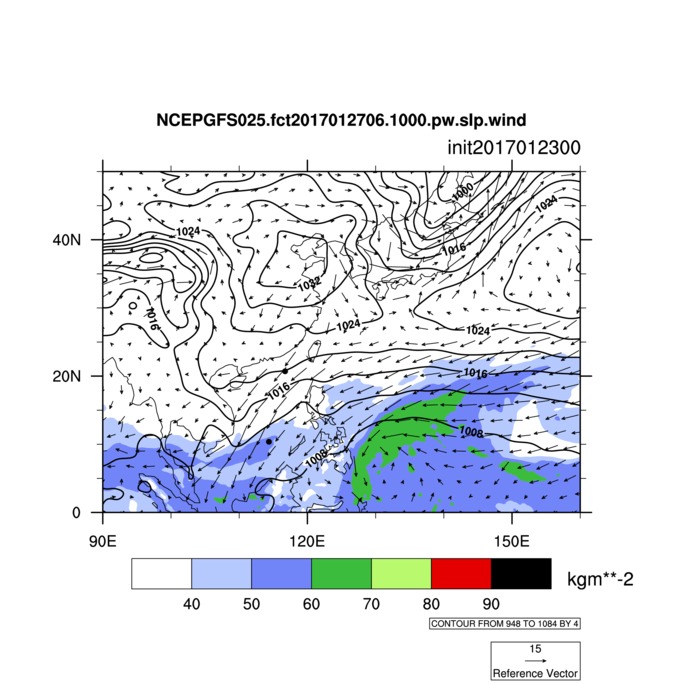 NCEPGFS025.fct2017012706.1000.pw.slp.wind
init2017012300
1000
1024
1024
40N
1016
1032
1016
1024
1024
20N
1016
1016
1008
1008
0
90E 120E 150E
40 50 60 70 80 90
kgm**-2
CONTOUR FROM 948 TO 1084 BY 4
15
Reference Vector